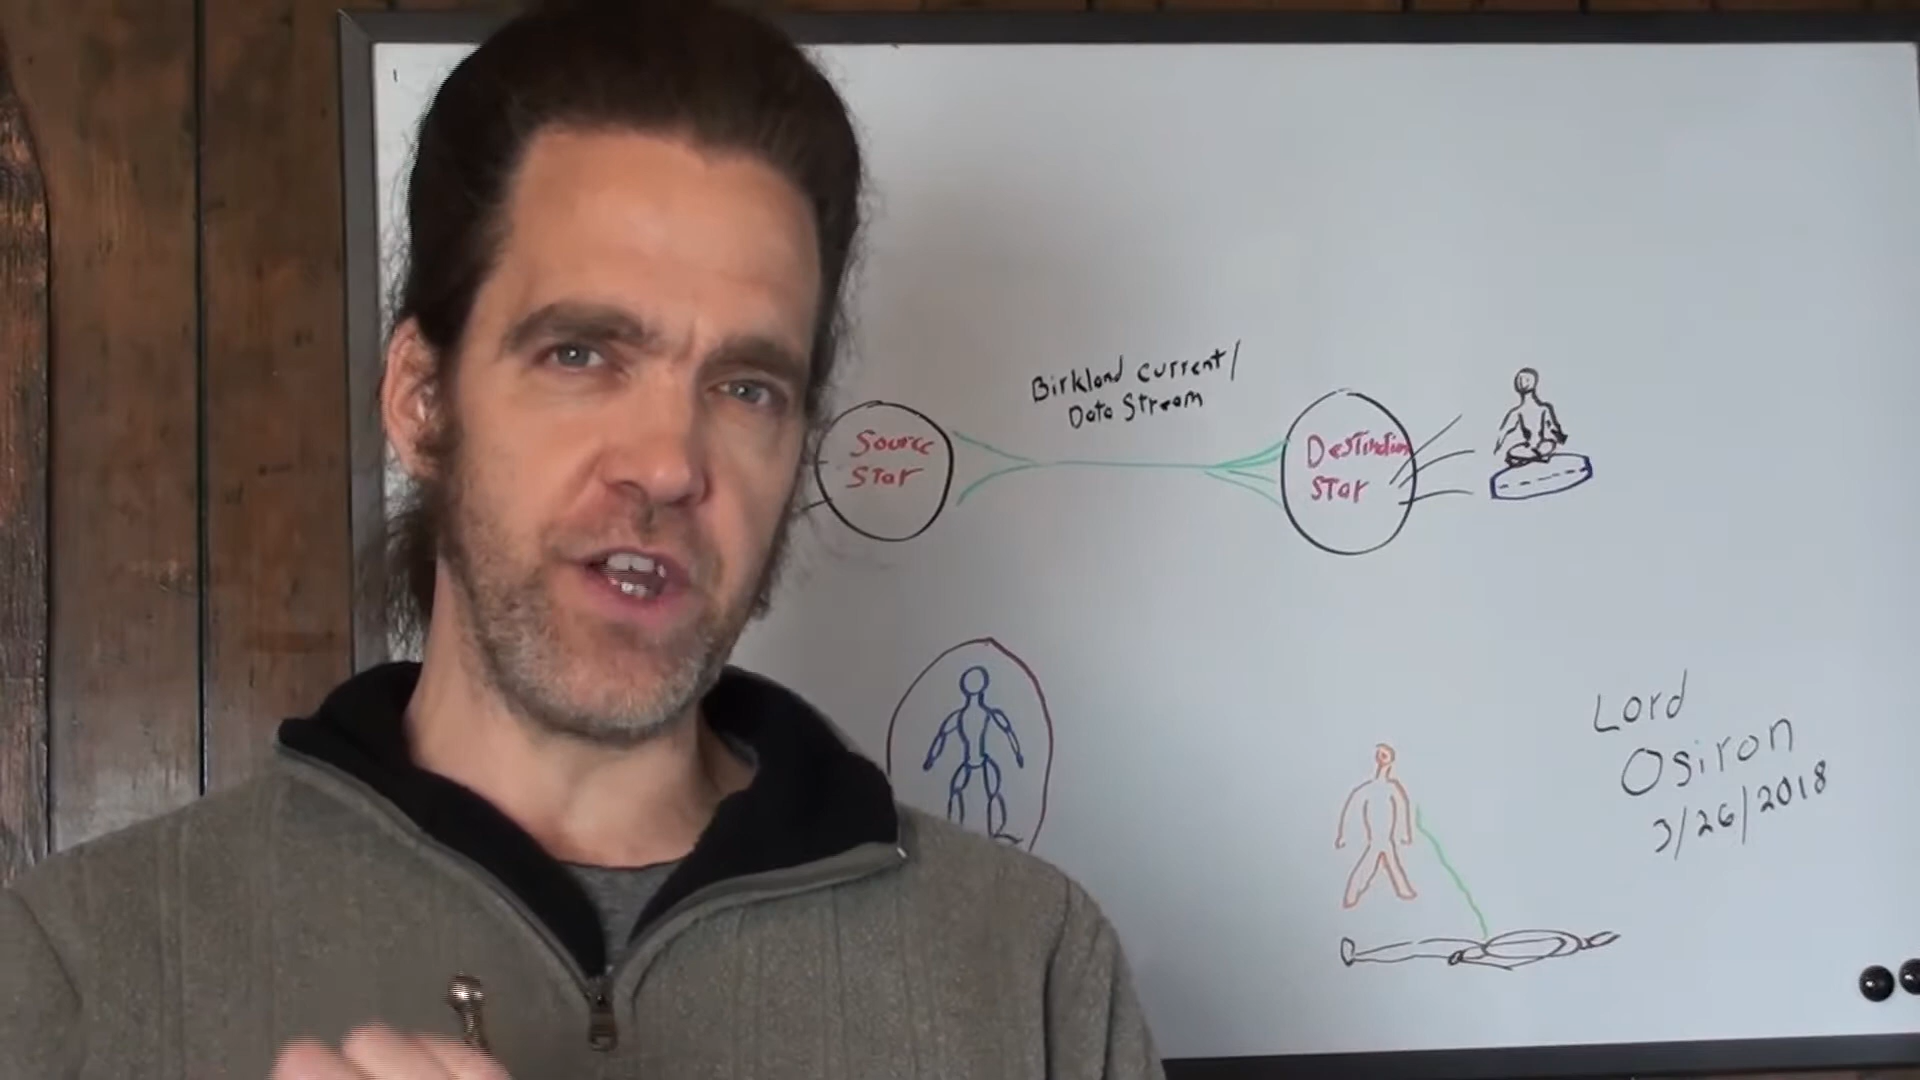 Birkland current/
Data Stream
Source
Star
Destination
Star
Lord
Osiron
3/26/2018